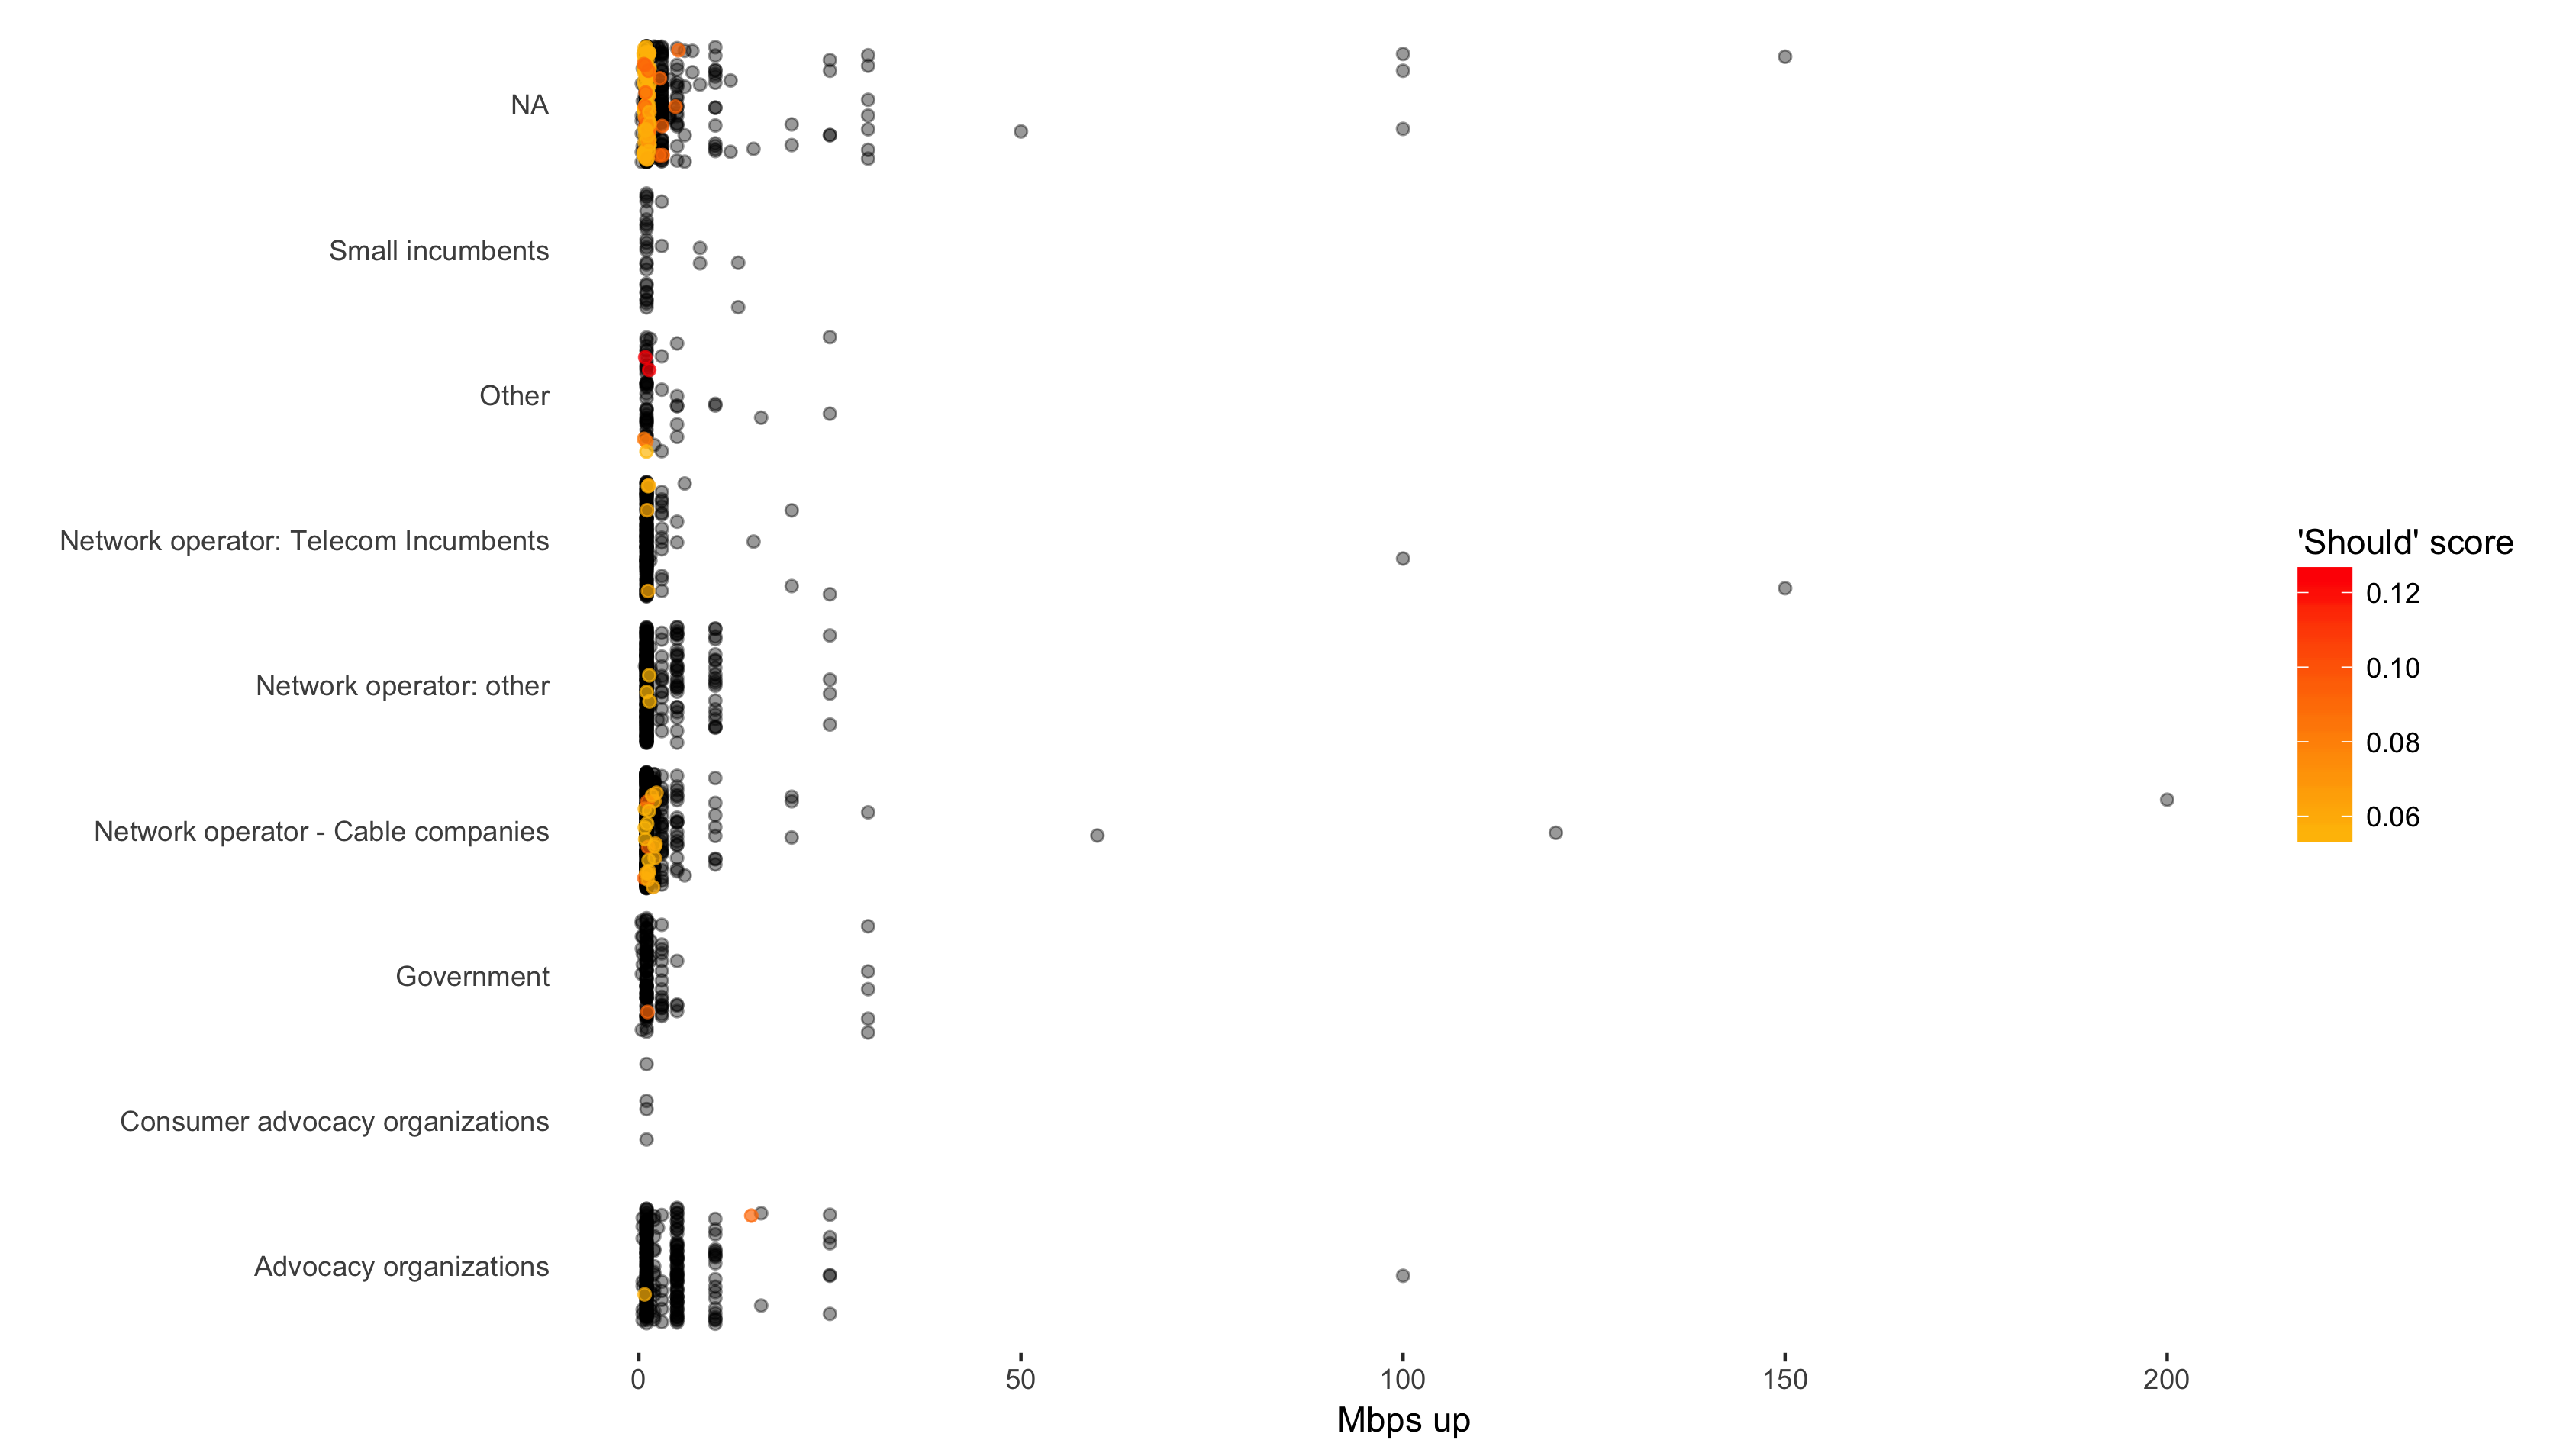 NA
Small incumbents
Other
Network operator: Telecom Incumbents
Network operator: other
Network operator - Cable companies
Government
Consumer advocacy organizations
Advocacy organizations
0 50 100 150 200
Mbps up
'Should' score
0.12
0.10
0.08
0.06